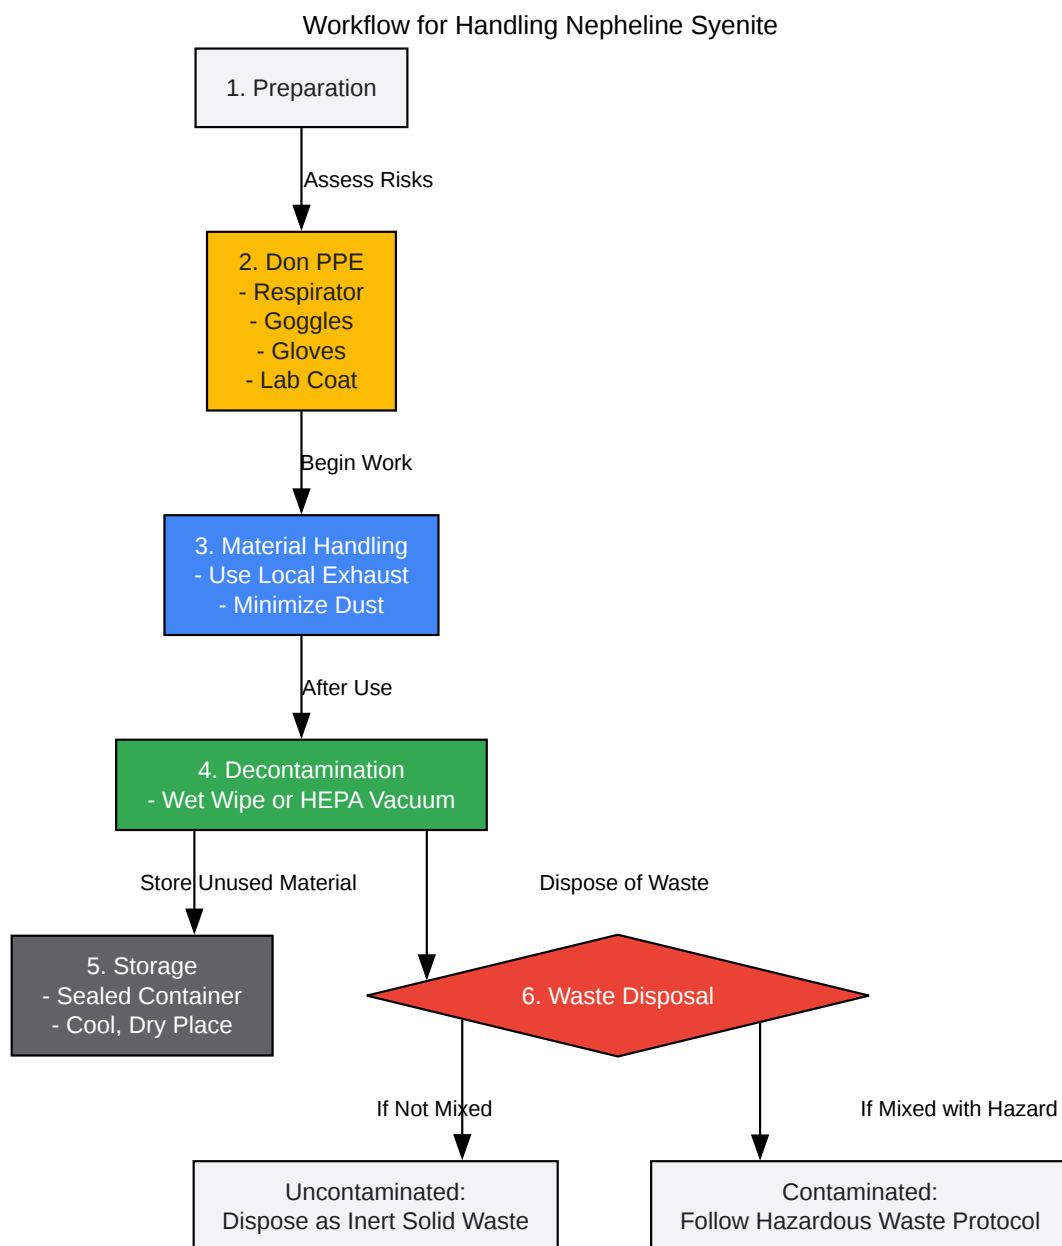 Workflow for Handling Nepheline Syenite
1. Preparation
Assess Risks
2. Don PPE
- Respirator
- Goggles
- Gloves
- Lab Coat
Begin Work
3. Material Handling
- Use Local Exhaust
- Minimize Dust
After Use
4. Decontamination
- Wet Wipe or HEPA Vacuum
Store Unused Material
Dispose of Waste
5. Storage
- Sealed Container
- Cool, Dry Place
6. Waste Disposal
If Not Mixed
If Mixed with Hazard
Uncontaminated:
Dispose as Inert Solid Waste
Contaminated:
Follow Hazardous Waste Protocol